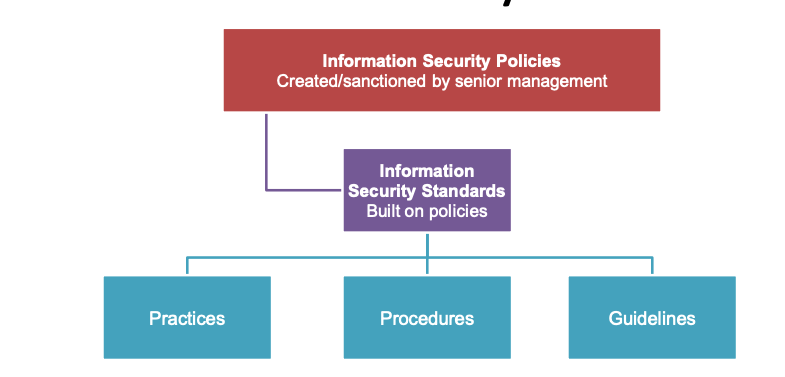 Information Security Policies
Created/sanctioned by senior management
Information
Security Standards
Built on policies
Practices
Procedures
Guidelines